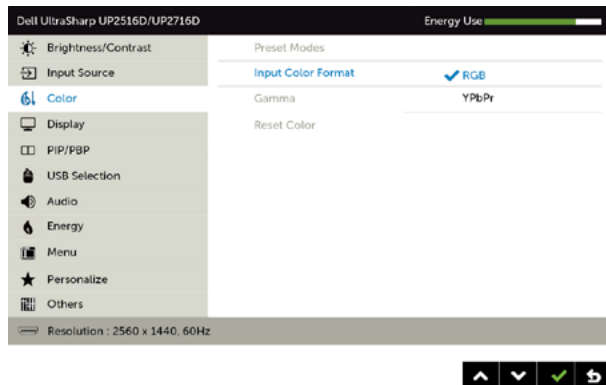 Dell UltraSharp UP2516D/UP2716D Energy Use
Brightness/Contrast Preset Modes
Input Source Input Color Format RGB
Color Gamma YPbPr
Display Reset Color
PIP/PBP
USB Selection
Audio
Energy
Menu
Personalize
Others
Resolution : 2560 x 1440, 60Hz